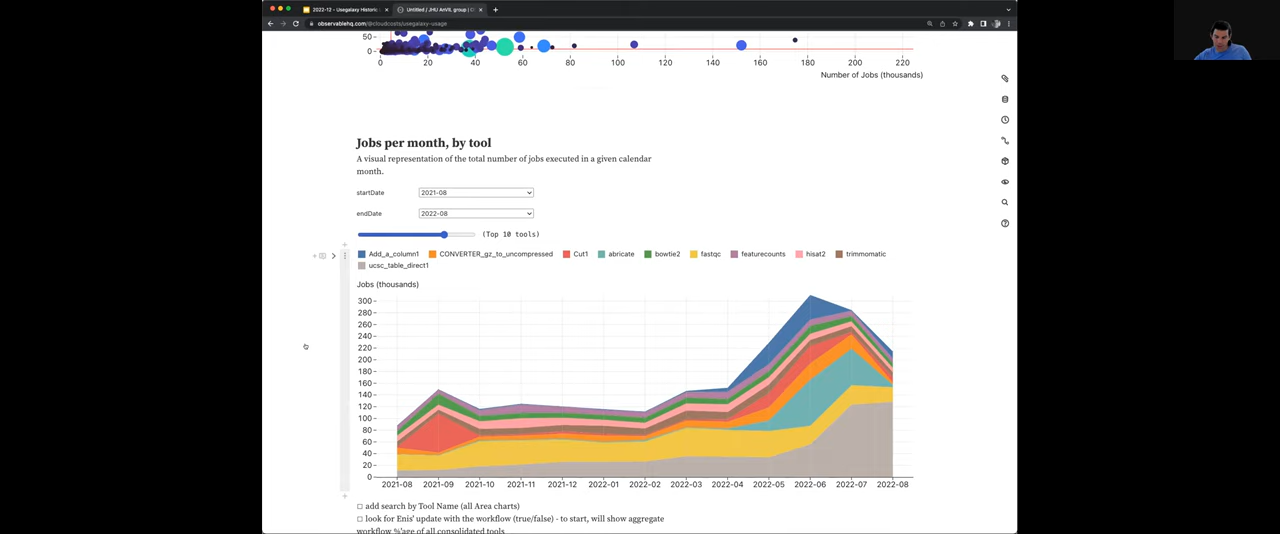 2022-12 - Usegalaxy Historic
Untitled / JHU AnVIL group | C
observablehq.com/@cloudcosts/usegalaxy-usage
50
0
0 20 40 60 80 100 120 140 160 180 200 220
Number of Jobs (thousands)
Jobs per month, by tool
A visual representation of the total number of jobs executed in a given calendar
month.
startDate 2021-08
endDate 2022-08
(Top 10 tools)
Add_a_column1 CONVERTER_gz_to_uncompressed Cut1 abricate bowtie2 fastqc featurecounts hisat2 trimmomatic
ucsc_table_direct1
Jobs (thousands)
300
280
260
240
220
200
180
160
140
120
100
80
60
40
20
0
2021-08 2021-09 2021-10 2021-11 2021-12 2022-01 2022-02 2022-03 2022-04 2022-05 2022-06 2022-07 2022-08
☐ add search by Tool Name (all Area charts)
☐ look for Enis' update with the workflow (true/false) - to start, will show aggregate
workflow %'age of all consolidated tools